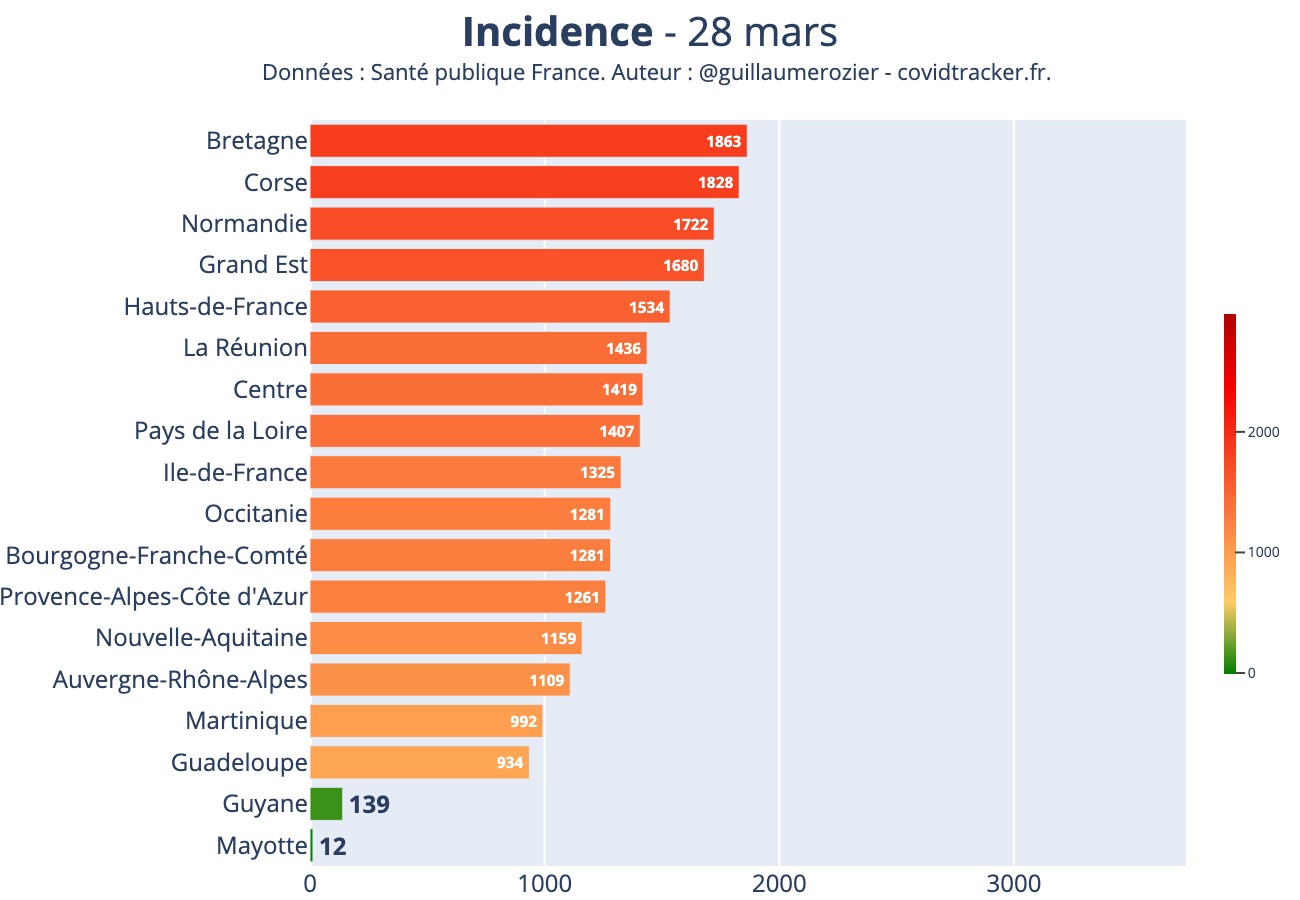 Incidence - 28 mars
Données : Santé publique France. Auteur : @guillaumerozier - covidtracker.fr.
Bretagne 1863
Corse 1828
Normandie 1722
Grand Est 1680
Hauts-de-France 1534
La Réunion 1436
Centre 1419
Pays de la Loire 1407
Ile-de-France 1325
Occitanie 1281
Bourgogne-Franche-Comté 1281
Provence-Alpes-Côte d'Azur 1261
Nouvelle-Aquitaine 1159
Auvergne-Rhône-Alpes 1109
Martinique 992
Guadeloupe 934
Guyane 139
Mayotte 12
0 1000 2000 3000
2000
1000
0